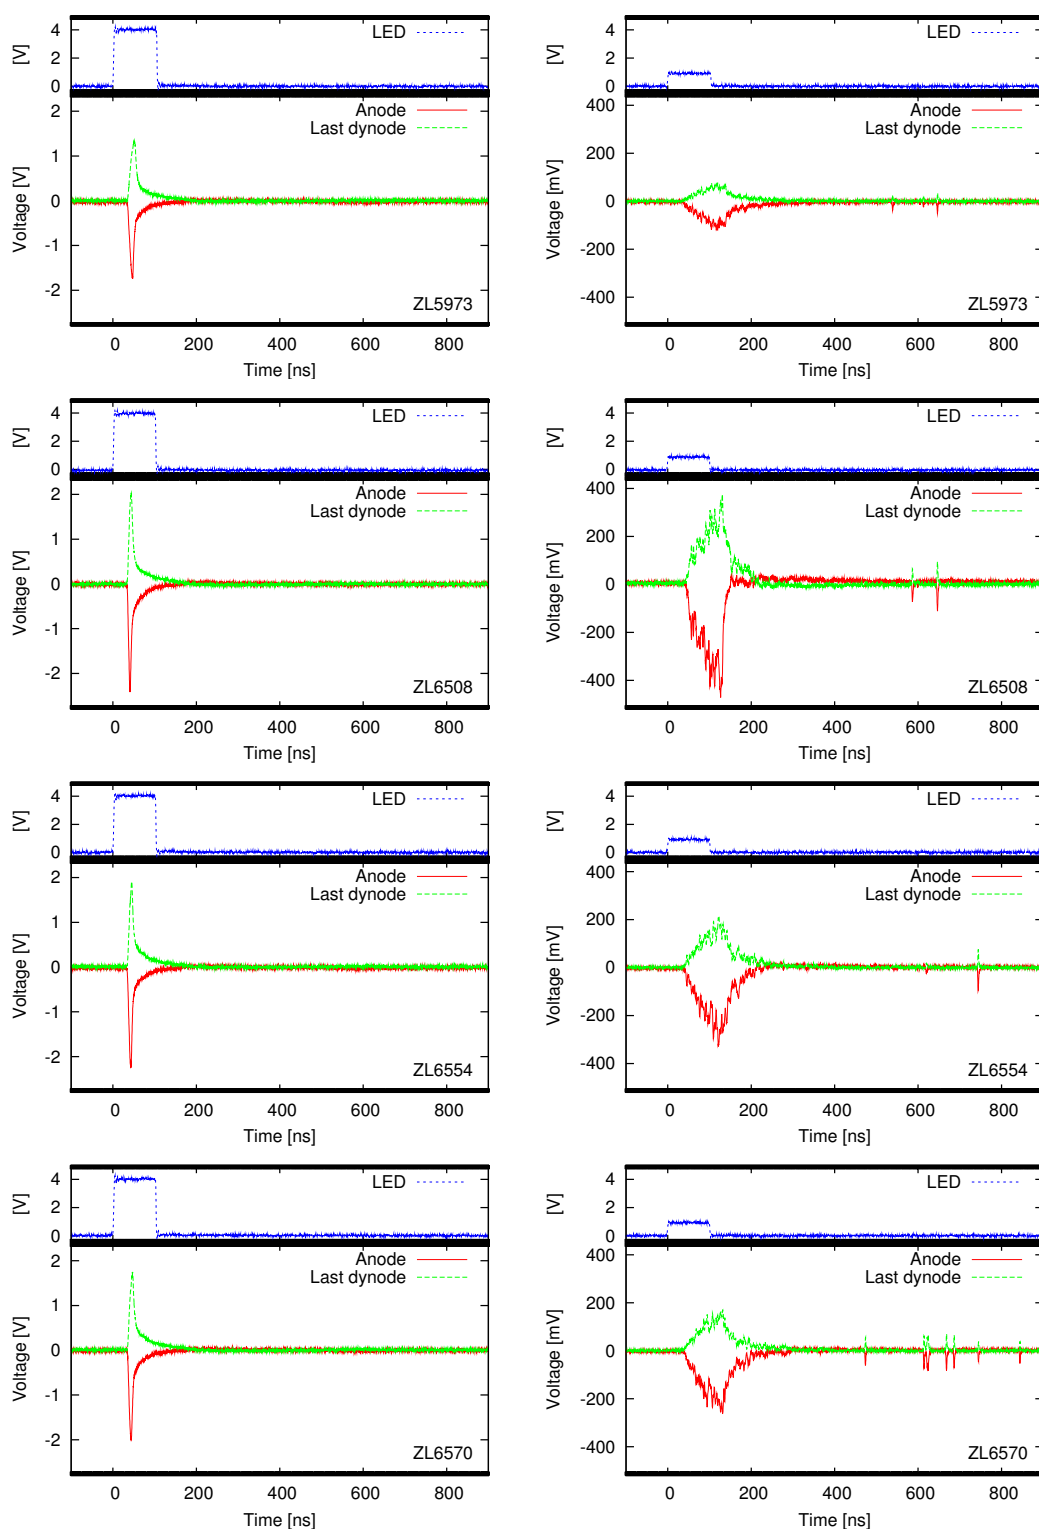 4 LED
2
0
[V]
2 Anode
Last dynode
1
0
-1
-2
Voltage [V]
ZL5973
0 200 400 600 800
Time [ns]
4 LED
2
0
[V]
400 Anode
Last dynode
200
0
-200
-400
Voltage [mV]
ZL5973
0 200 400 600 800
Time [ns]
4 LED
2
0
[V]
2 Anode
Last dynode
1
0
-1
-2
Voltage [V]
ZL6508
0 200 400 600 800
Time [ns]
4 LED
2
0
[V]
400 Anode
Last dynode
200
0
-200
-400
Voltage [mV]
ZL6508
0 200 400 600 800
Time [ns]
4 LED
2
0
[V]
2 Anode
Last dynode
1
0
-1
-2
Voltage [V]
ZL6554
0 200 400 600 800
Time [ns]
4 LED
2
0
[V]
400 Anode
Last dynode
200
0
-200
-400
Voltage [mV]
ZL6554
0 200 400 600 800
Time [ns]
4 LED
2
0
[V]
2 Anode
Last dynode
1
0
-1
-2
Voltage [V]
ZL6570
0 200 400 600 800
Time [ns]
4 LED
2
0
[V]
400 Anode
Last dynode
200
0
-200
-400
Voltage [mV]
ZL6570
0 200 400 600 800
Time [ns]